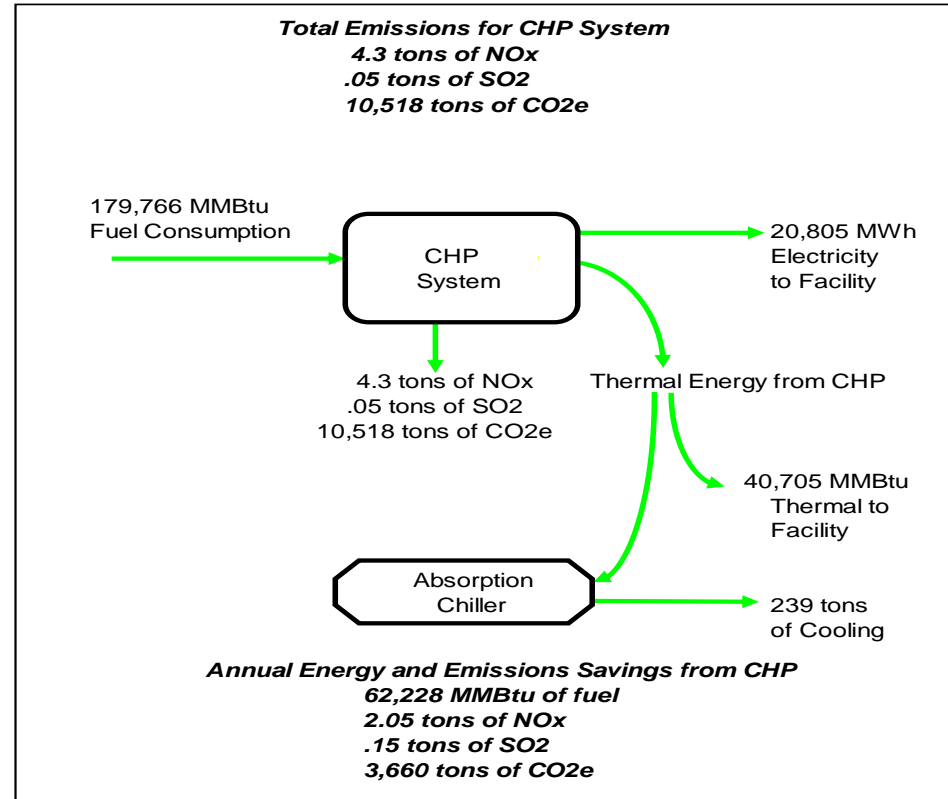 Total Emissions for CHP System
4.3 tons of NOx
.05 tons of SO2
10,518 tons of CO2e
179,766 MMBtu
Fuel Consumption
CHP
System
20,805 MWh
Electricity
to Facility
4.3 tons of NOx
.05 tons of SO2
10,518 tons of CO2e
Thermal Energy from CHP
40,705 MMBtu
Thermal to
Facility
Absorption
Chiller
239 tons
of Cooling
Annual Energy and Emissions Savings from CHP
62,228 MMBtu of fuel
2.05 tons of NOx
.15 tons of SO2
3,660 tons of CO2e